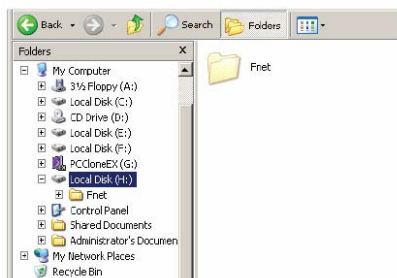 Back Search Folders
Folders x
My Computer
3½ Floppy (A:)
Local Disk (C:)
CD Drive (D:)
Local Disk (E:)
Local Disk (F:)
PCCloneEX (G:)
Local Disk (H:)
Fnet
Control Panel
Shared Documents
Administrator's Documen
My Network Places
Recycle Bin
Fnet